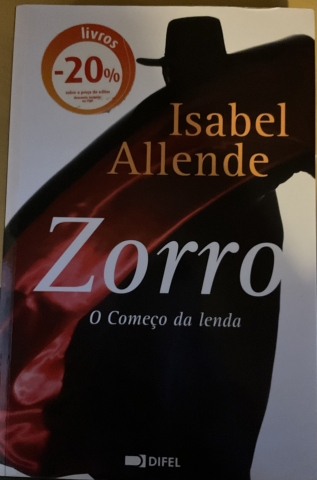 livros
-20%
Isabel
Allende
Zorro
O Começo da lenda
DIFEL